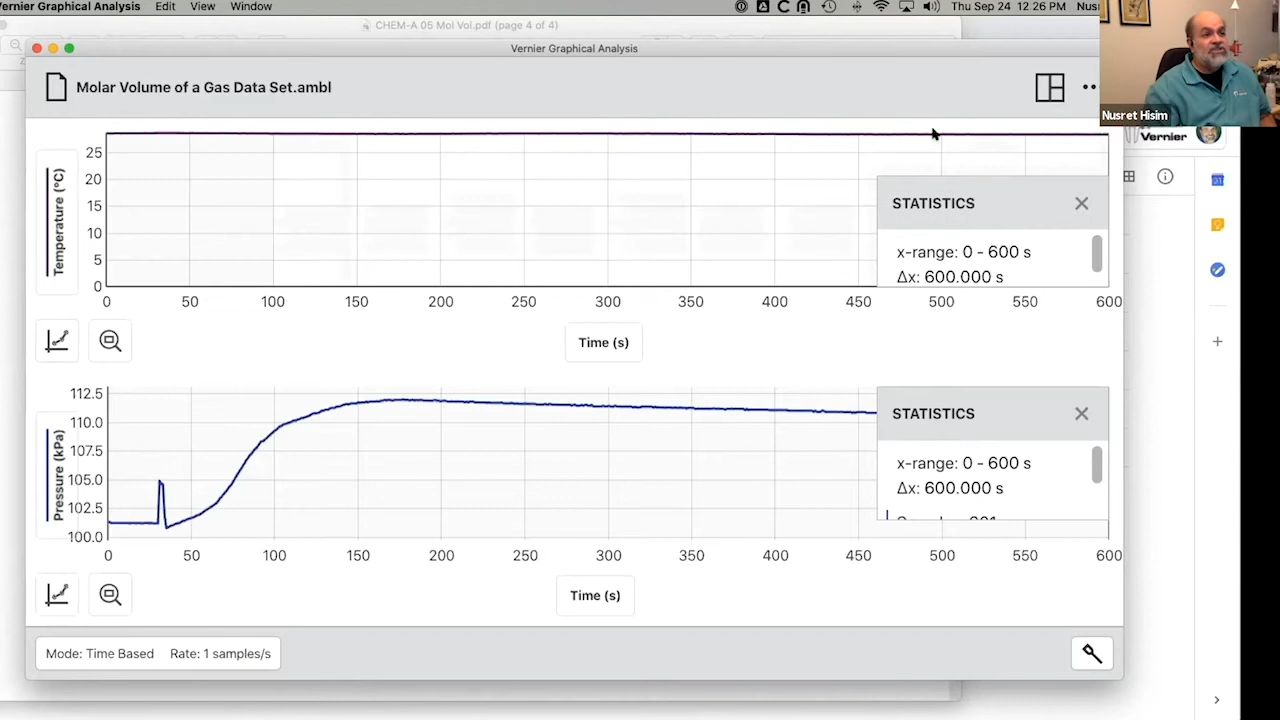 Vernier Graphical Analysis Edit View Window Thu Sep 24 12:26 PM Nus
CHEM-A 05 Mol Vol.pdf (page 4 of 4)
Vernier Graphical Analysis
Molar Volume of a Gas Data Set.ambl
Nusret Hisim
Vernier
Temperature (°C)
25
20
15
10
5
0
0 50 100 150 200 250 300 350 400 450 500 550 600
STATISTICS
x-range: 0 - 600 s
Δx: 600.000 s
Time (s)
Pressure (kPa)
112.5
110.0
107.5
105.0
102.5
100.0
0 50 100 150 200 250 300 350 400 450 500 550 600
STATISTICS
x-range: 0 - 600 s
Δx: 600.000 s
Time (s)
Mode: Time Based Rate: 1 samples/s